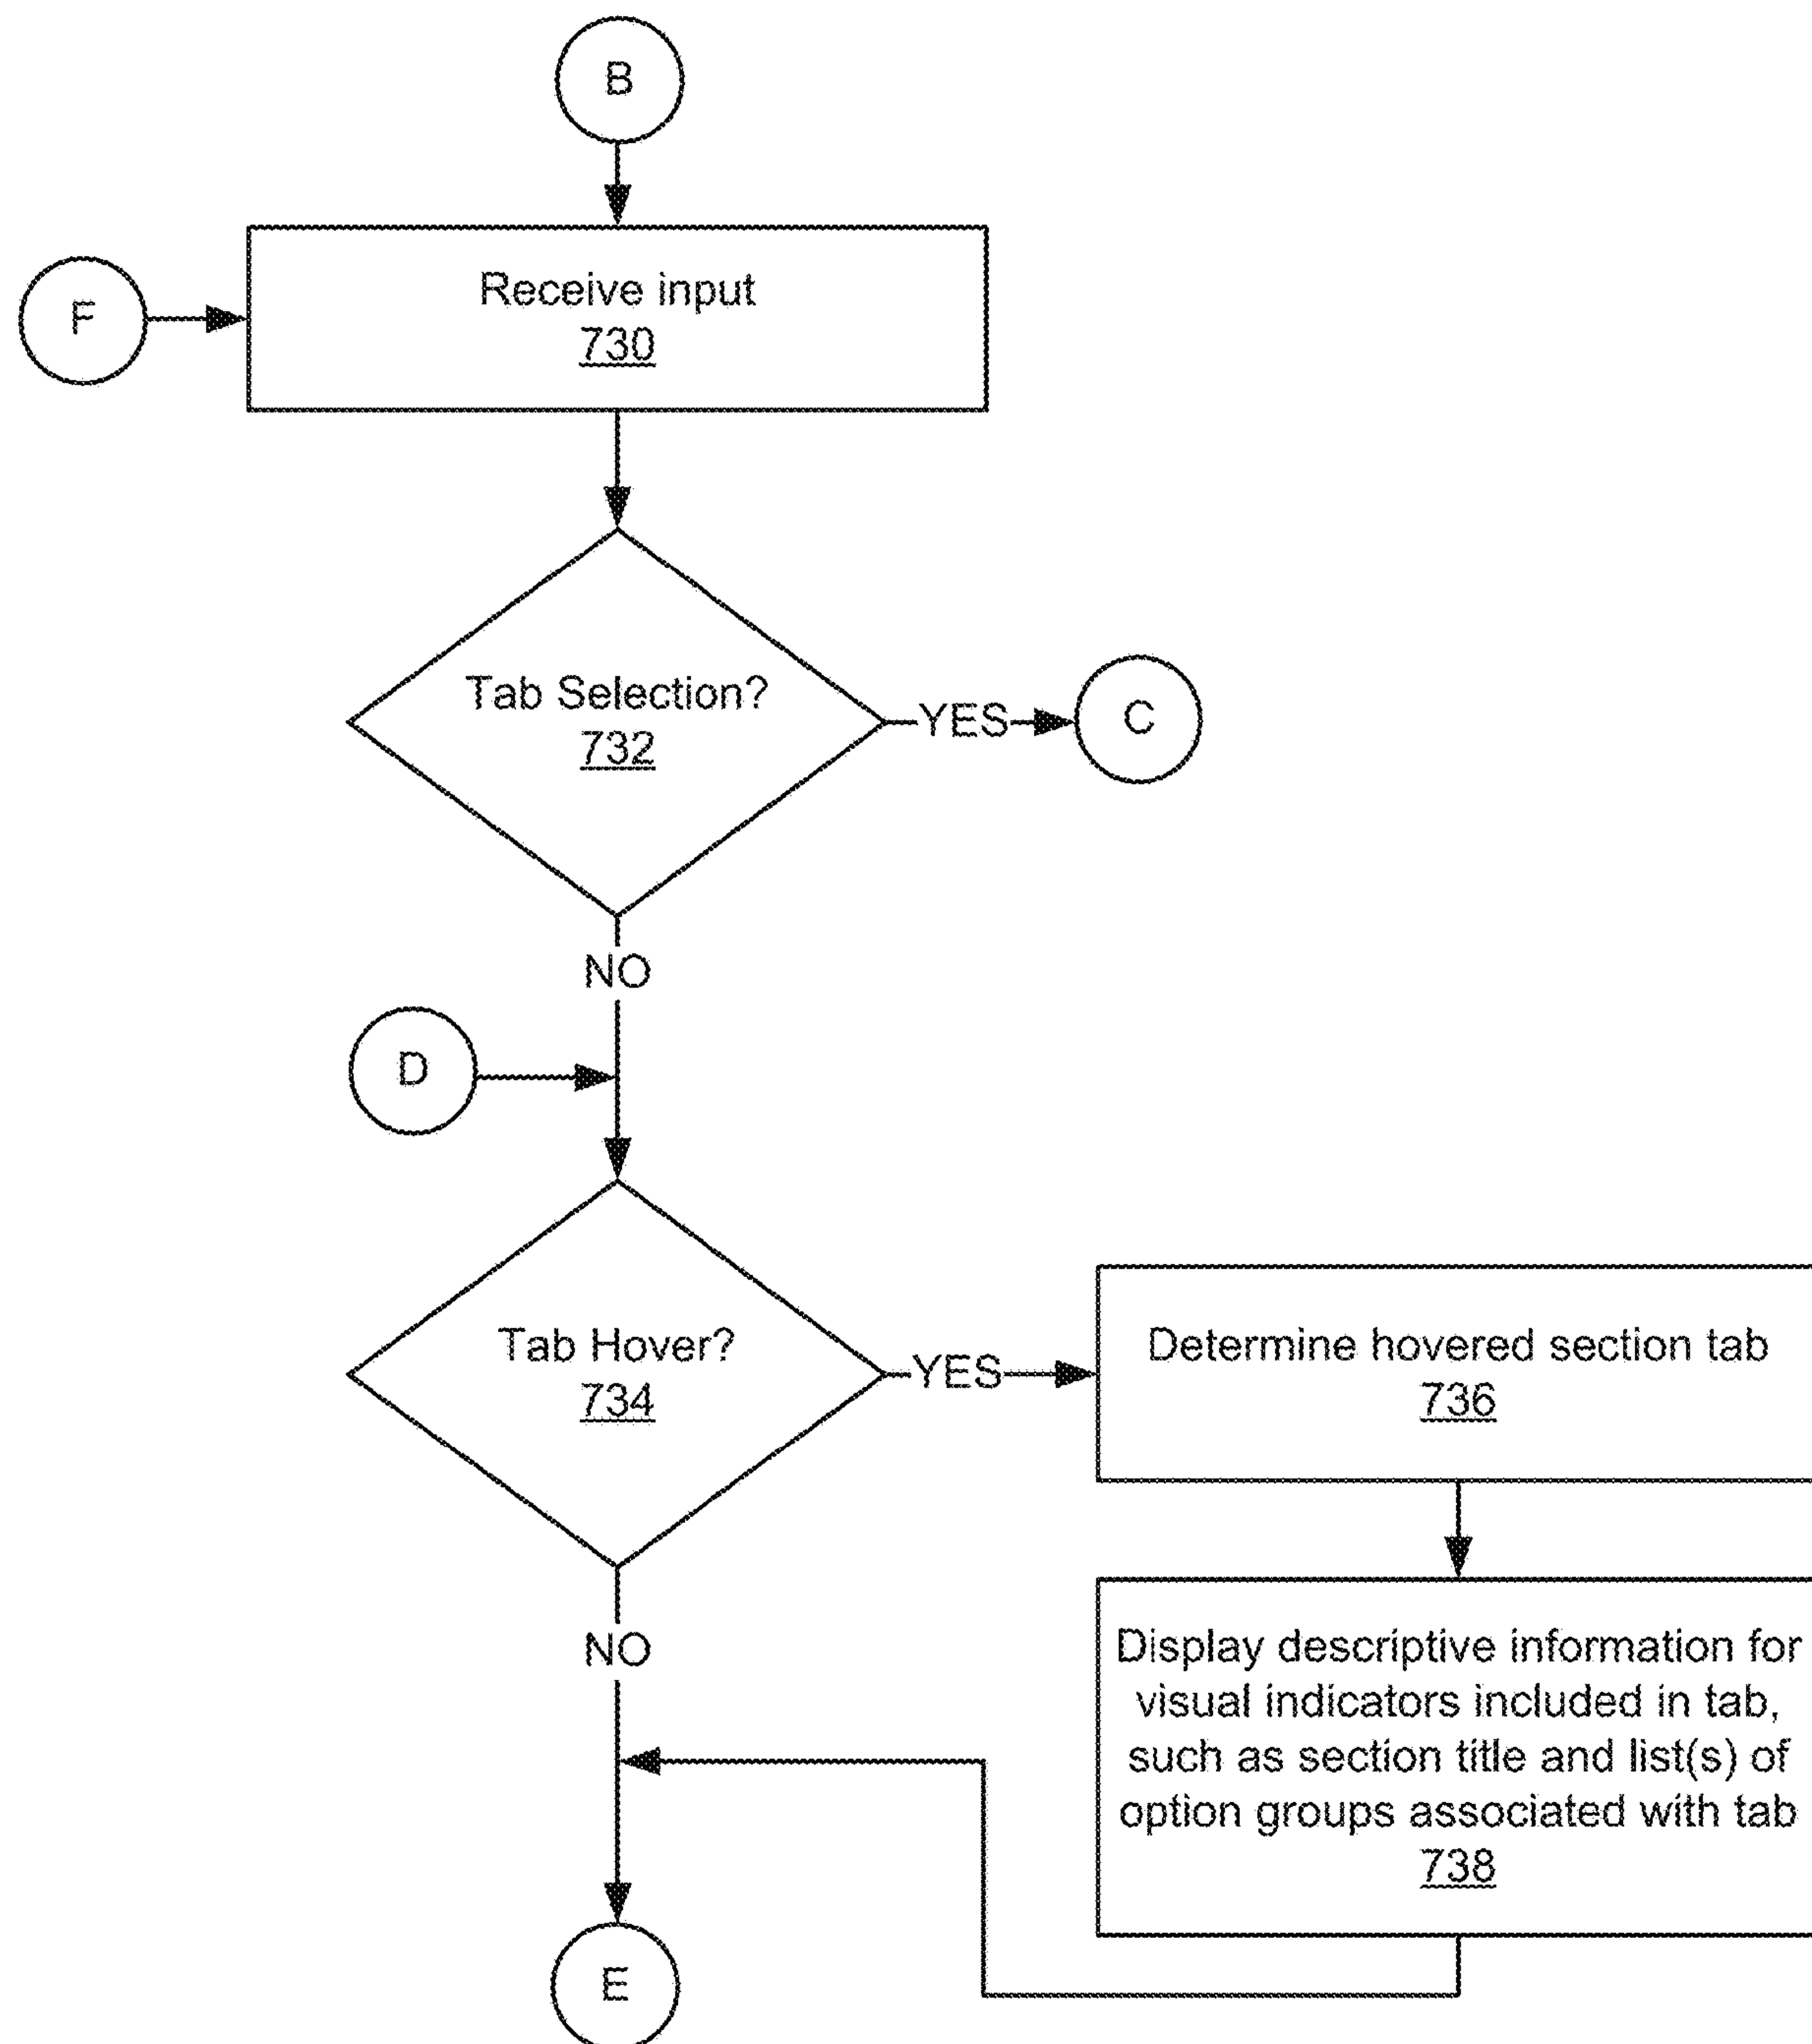 B
F
Receive input
730
Tab Selection?
732
YES
C
NO
D
Tab Hover?
734
YES
Determine hovered section tab
736
NO
Display descriptive information for
visual indicators included in tab,
such as section title and list(s) of
option groups associated with tab
738
E